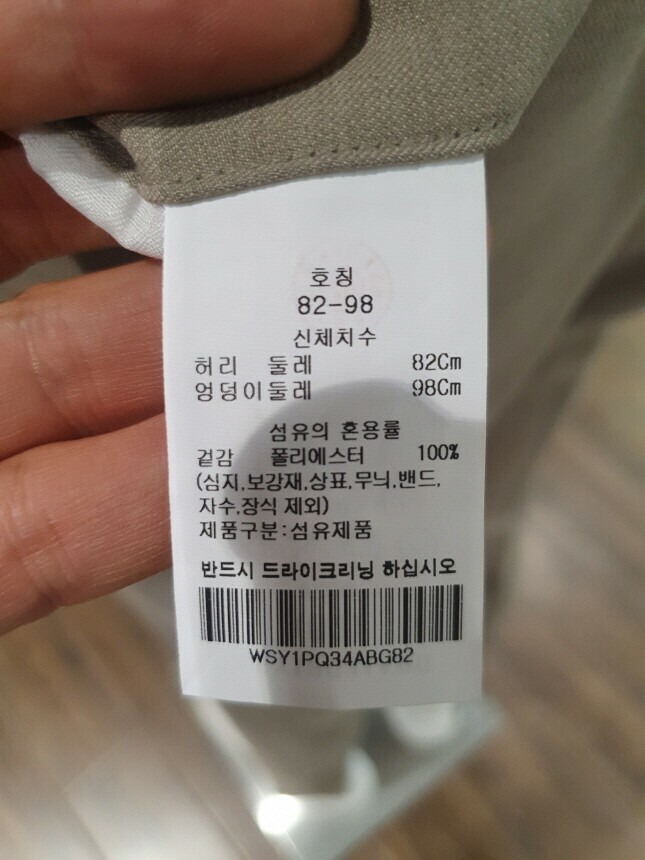 호칭
82-98
신체치수
허리 둘레 82Cm
엉덩이둘레 98Cm
섬유의 혼용률
겉감 폴리에스터 100%
(심지,보강재,상표,무늬,밴드,
자수,장식 제외)
제품구분:섬유제품
반드시 드라이크리닝 하십시오
WSY1PQ34ABG82